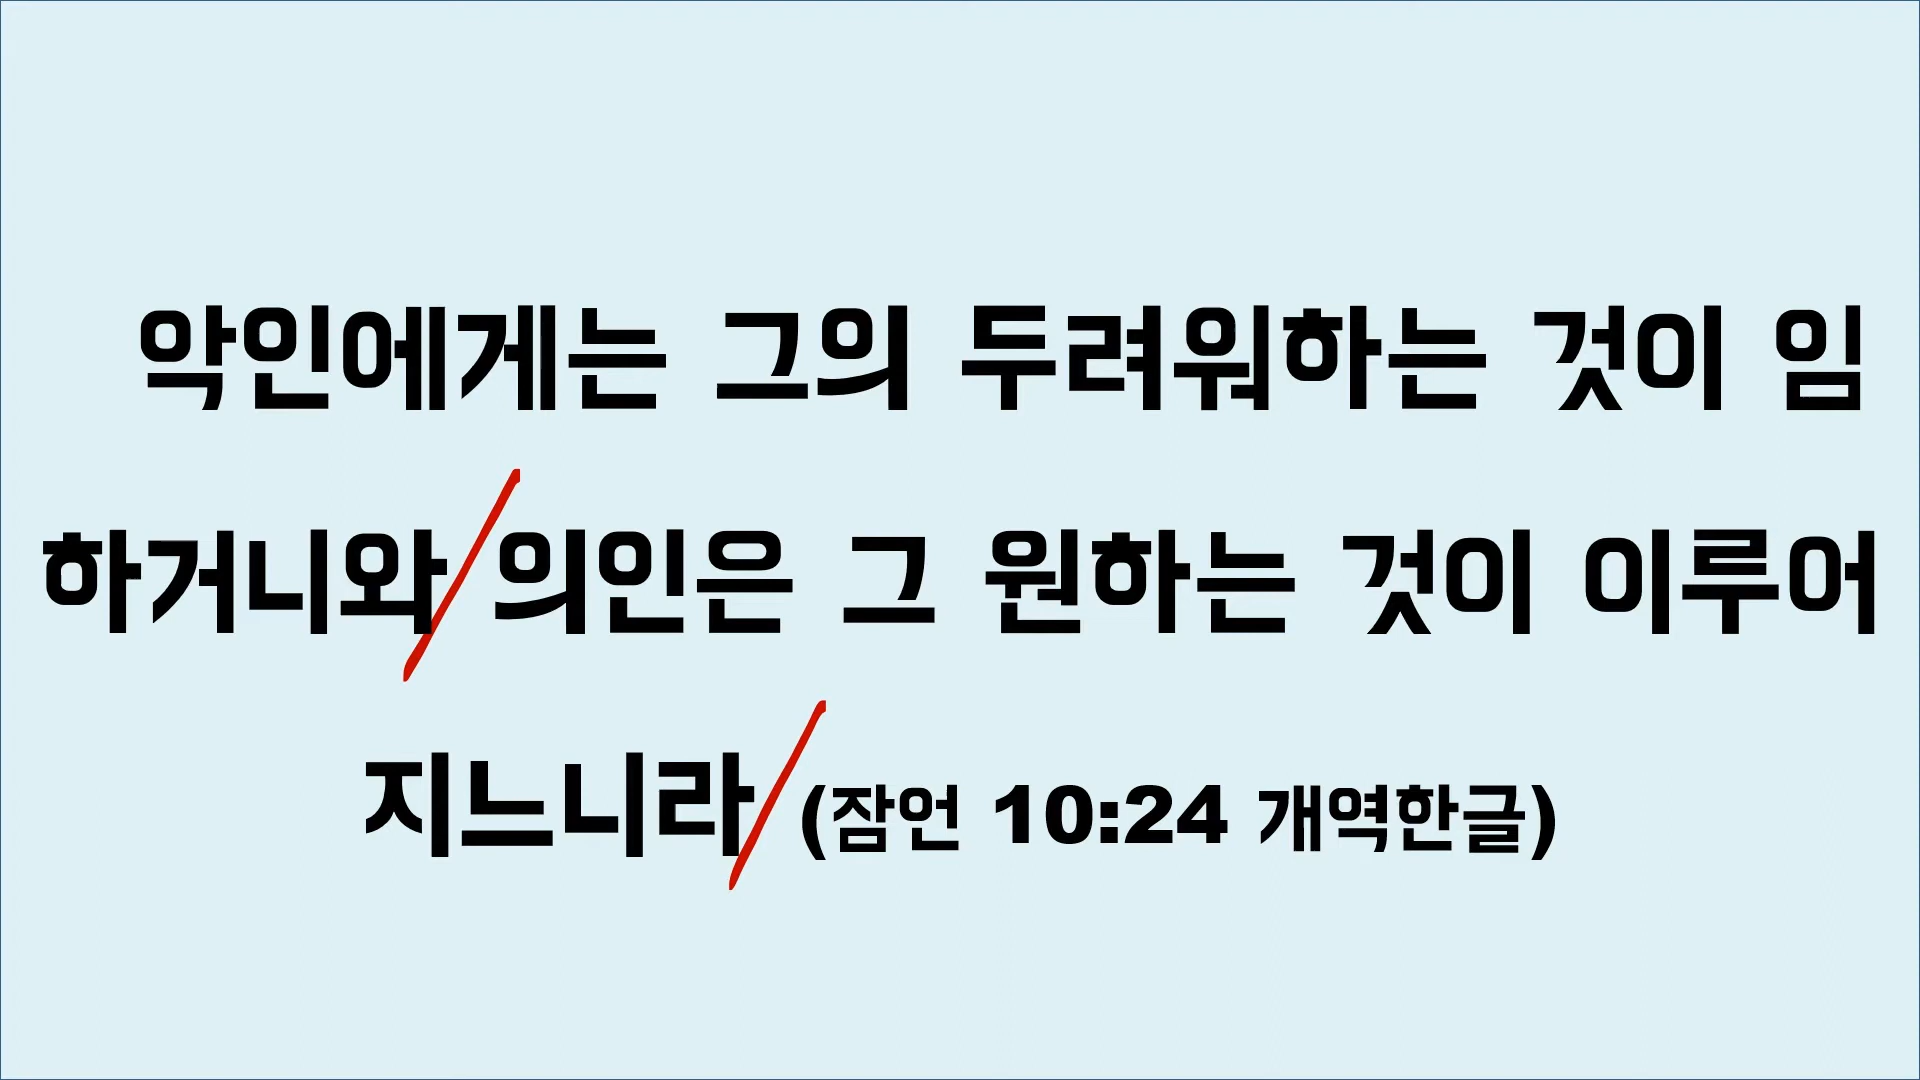 악인에게는 그의 두려워하는 것이 임
하거니와 의인은 그 원하는 것이 이루어
지느니라 (잠언 10:24 개역한글)